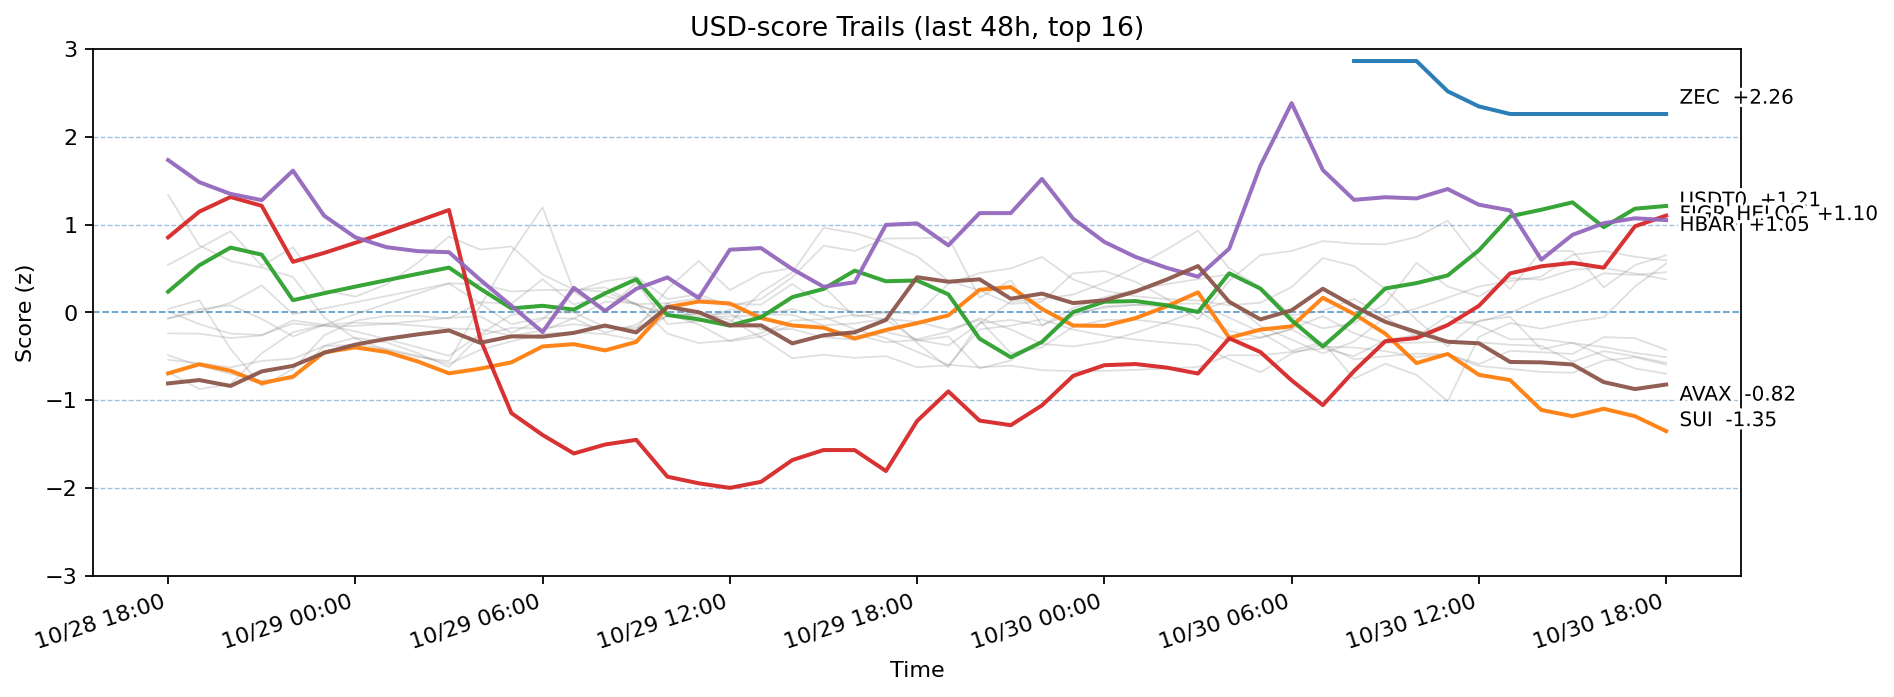 USD-score Trails (last 48h, top 16)
Score (z)
3
2
1
0
−1
−2
−3
ZEC +2.26
USDT0 +1.21
FIGR_HELOC +1.10
HBAR +1.05
AVAX -0.82
SUI -1.35
10/28 18:00
10/29 00:00
10/29 06:00
10/29 12:00
10/29 18:00
10/30 00:00
10/30 06:00
10/30 12:00
10/30 18:00
Time